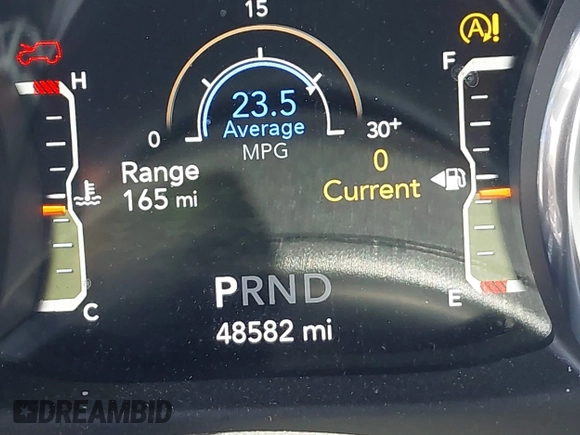 15
A!
H
F
23.5
Average
MPG
0
30+
Range
165 mi
0
Current
PRND
C
E
48582 mi
DREAMBID